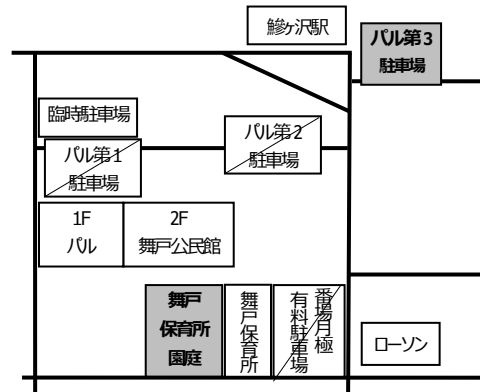 鰺ヶ沢駅
パル第3
駐車場
臨時駐車場
パル第2
駐車場
パル第1
駐車場
1F
パル
2F
舞戸公民館
舞戸
保育所
園庭
舞戸保育所
番場月極
有料駐車場
ローソン